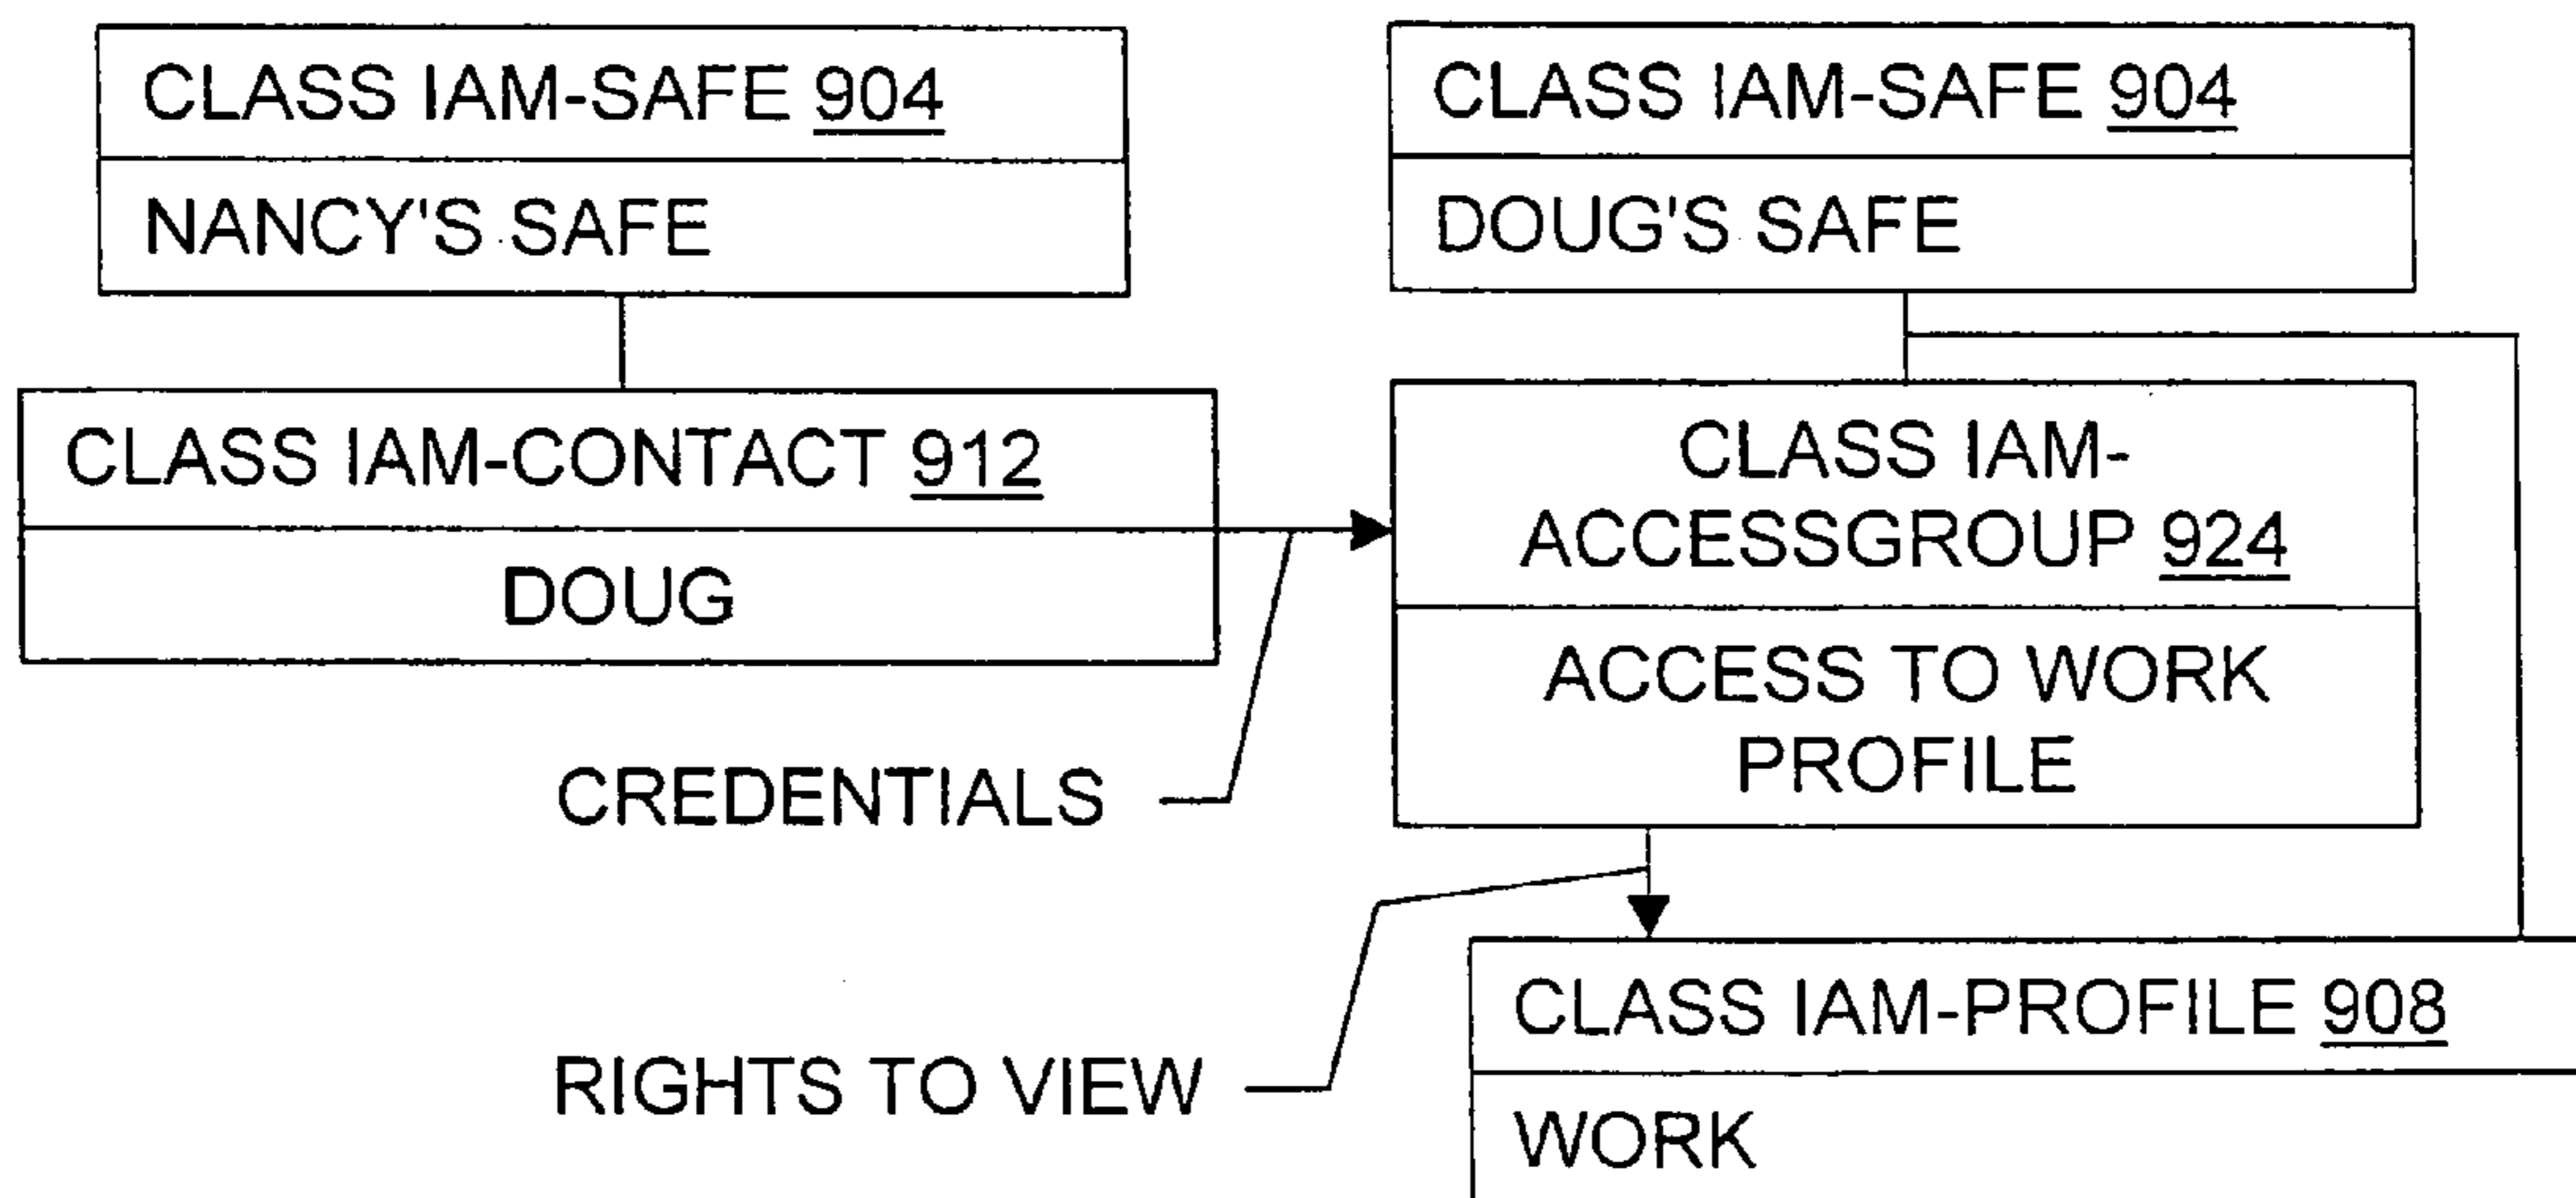 CLASS IAM-SAFE 904
NANCY'S SAFE
CLASS IAM-SAFE 904
DOUG'S SAFE
CLASS IAM-CONTACT 912
DOUG
CLASS IAM-
ACCESSGROUP 924
ACCESS TO WORK
PROFILE
CREDENTIALS
RIGHTS TO VIEW
CLASS IAM-PROFILE 908
WORK